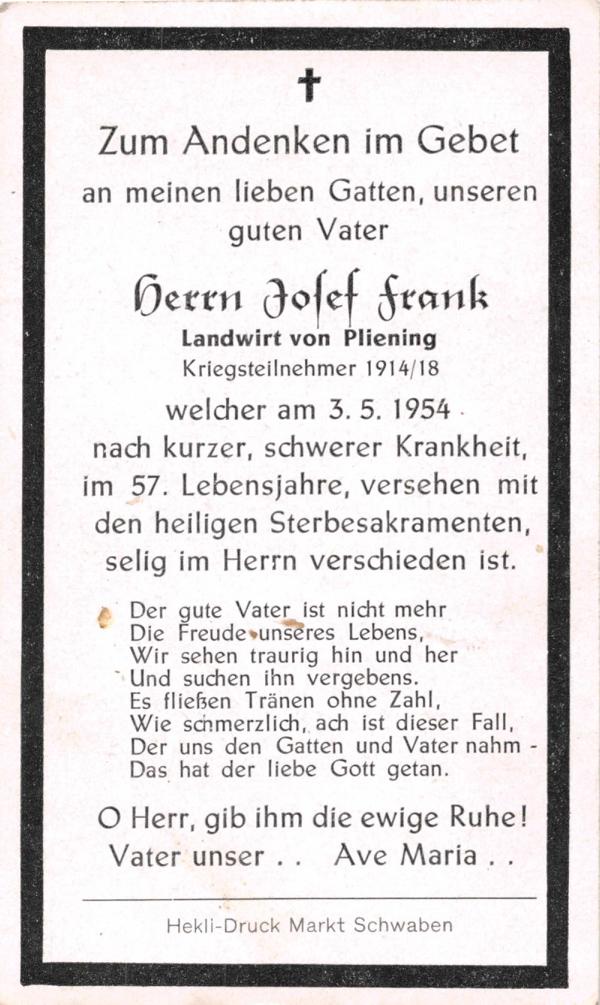 Zum Andenken im Gebet
an meinen lieben Gatten, unseren
guten Vater
Herrn Josef Frank
Landwirt von Pliening
Kriegsteilnehmer 1914/18
welcher am 3. 5. 1954
nach kurzer, schwerer Krankheit,
im 57. Lebensjahre, versehen mit
den heiligen Sterbesakramenten,
selig im Herrn verschieden ist.
Der gute Vater ist nicht mehr
Die Freude unseres Lebens,
Wir sehen traurig hin und her
Und suchen ihn vergebens.
Es fließen Tränen ohne Zahl,
Wie schmerzlich, ach ist dieser Fall,
Der uns den Gatten und Vater nahm -
Das hat der liebe Gott getan.
O Herr, gib ihm die ewige Ruhe!
Vater unser . . Ave Maria . .
Hekli-Druck Markt Schwaben